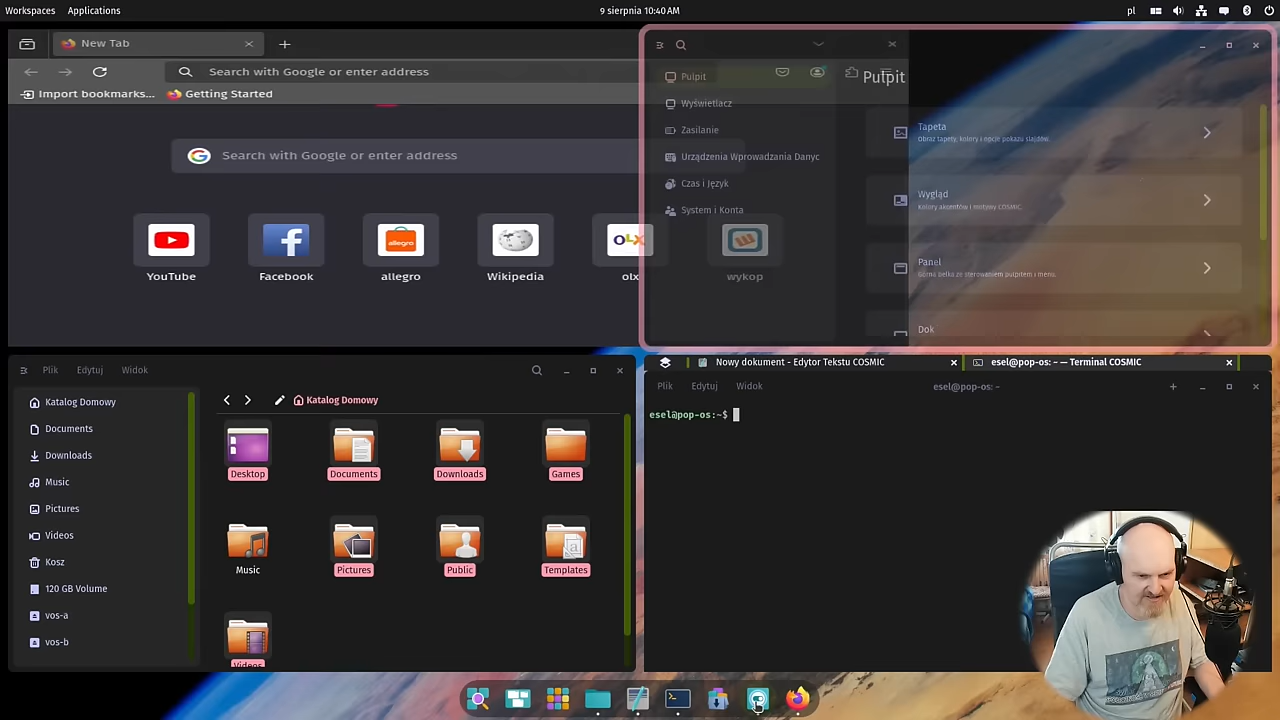 Workspaces Applications
9 sierpnia 10:40 AM
pl
New Tab
Search with Google or enter address
Import bookmarks... Getting Started
Search with Google or enter address
YouTube Facebook allegro Wikipedia olx wykop
Pulpit
Wyświetlacz
Zasilanie
Urządzenia Wprowadzania Danyc
Czas i Język
System i Konta
Pulpit
Tapeta
Obraz tapety, kolory i opcje pokazu slajdów.
Wygląd
Kolory akcentów i motywy COSMIC.
Panel
Górna belka ze sterowaniem pulpitem i menu.
Dok
Plik Edytuj Widok
Katalog Domowy
Documents
Downloads
Music
Pictures
Videos
Kosz
120 GB Volume
vos-a
vos-b
Katalog Domowy
Desktop Documents Downloads Games
Music Pictures Public Templates
Videos
Nowy dokument - Edytor Tekstu COSMIC
esel@pop-os: ~ — Terminal COSMIC
Plik Edytuj Widok
esel@pop-os: ~
esel@pop-os:~$